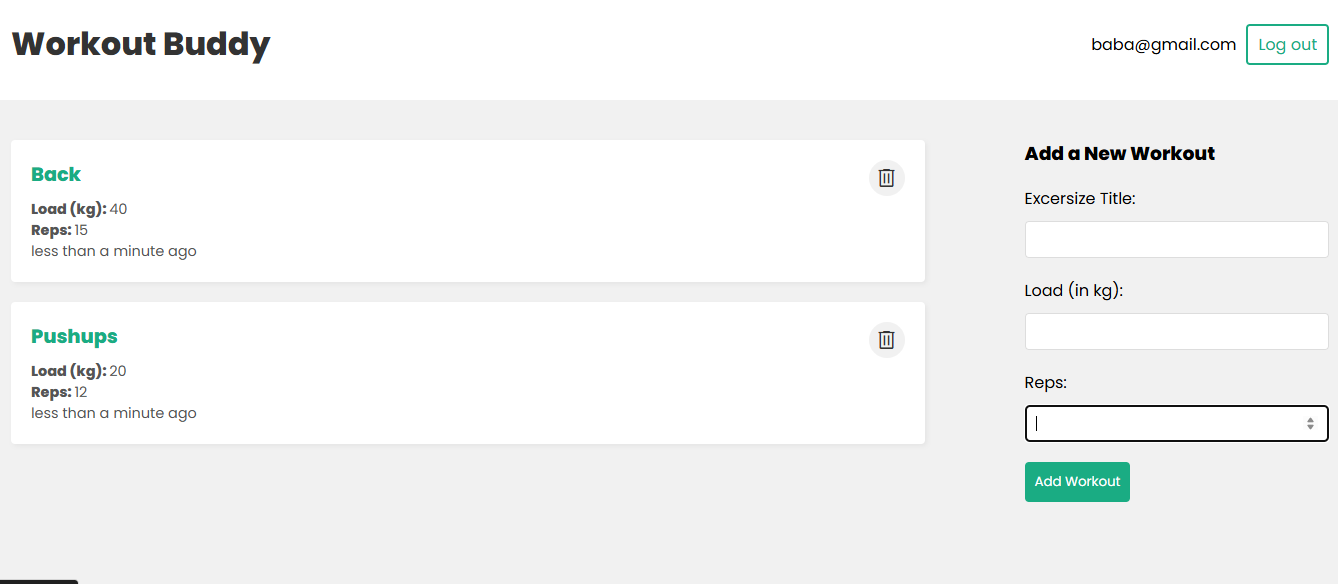 Workout Buddy
baba@gmail.com
Log out
Back
Load (kg): 40
Reps: 15
less than a minute ago
Pushups
Load (kg): 20
Reps: 12
less than a minute ago
Add a New Workout
Excersize Title:
Load (in kg):
Reps:
Add Workout